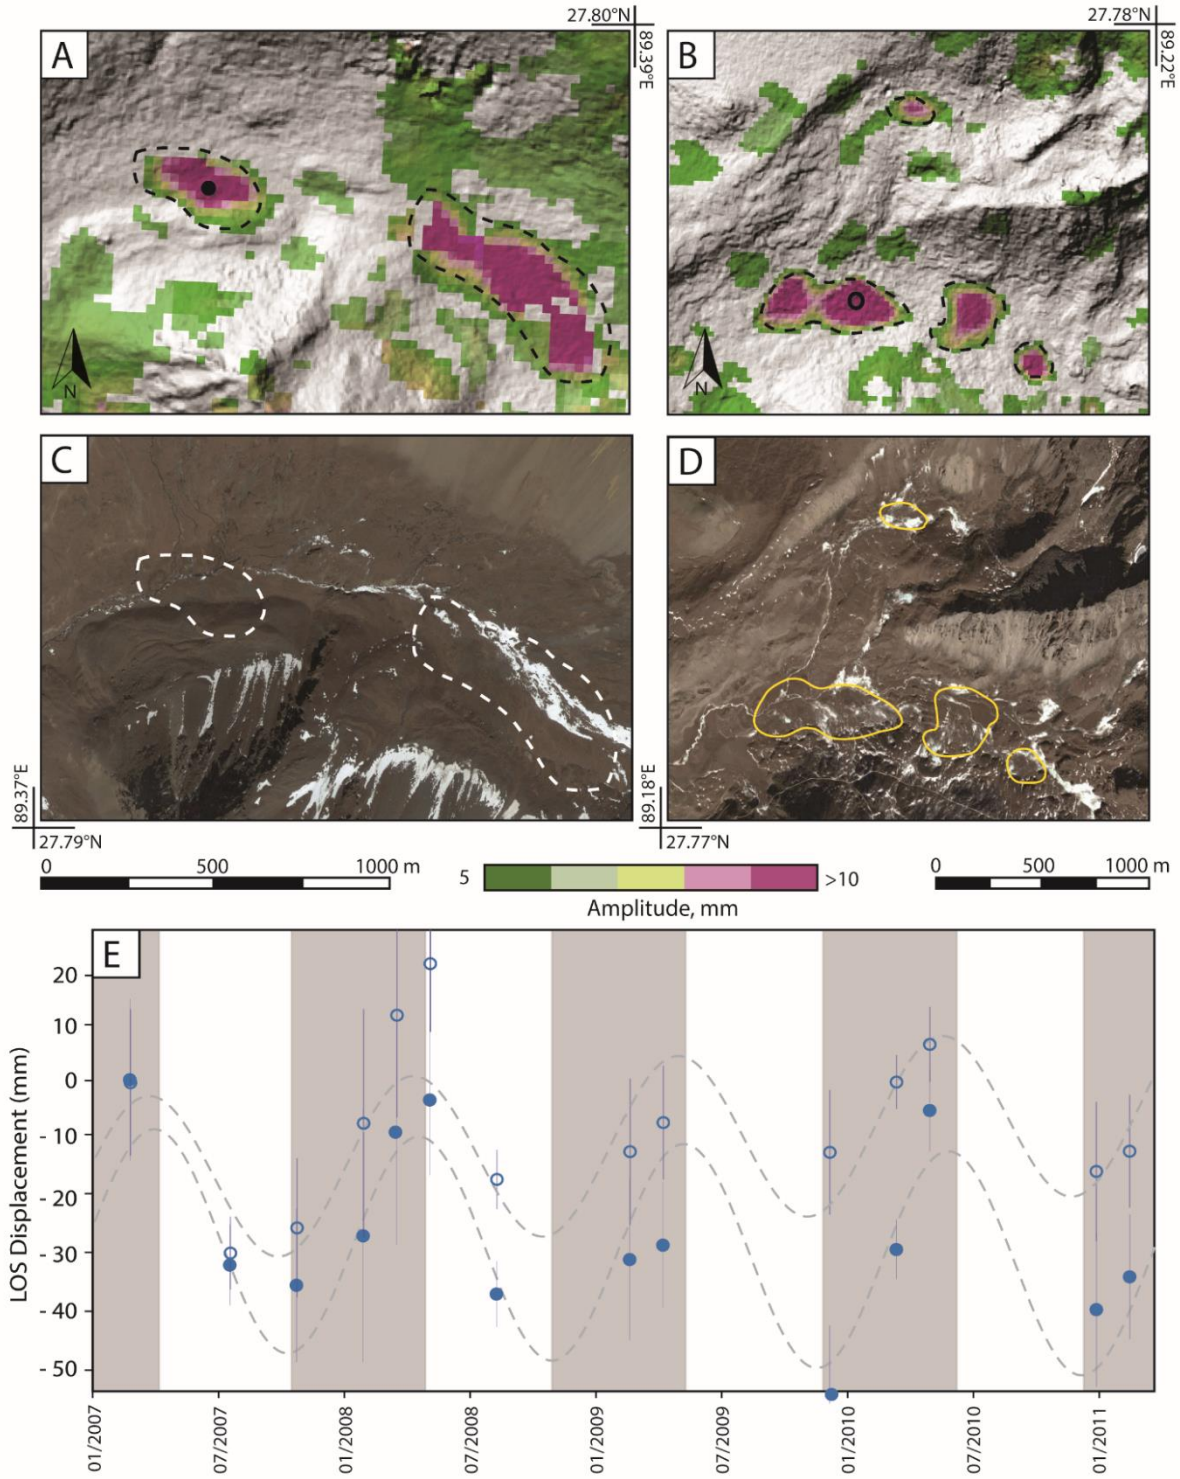 27.80°N
27.78°N
A
89.39°E
B
89.22°E
N
N
C
D
89.37°E
89.18°E
27.79°N
27.77°N
0 500 1000 m
5 >10
0 500 1000 m
Amplitude, mm
E
LOS Displacement (mm)
20
10
0
- 10
- 20
- 30
- 40
- 50
01/2007
07/2007
01/2008
07/2008
01/2009
07/2009
01/2010
07/2010
01/2011